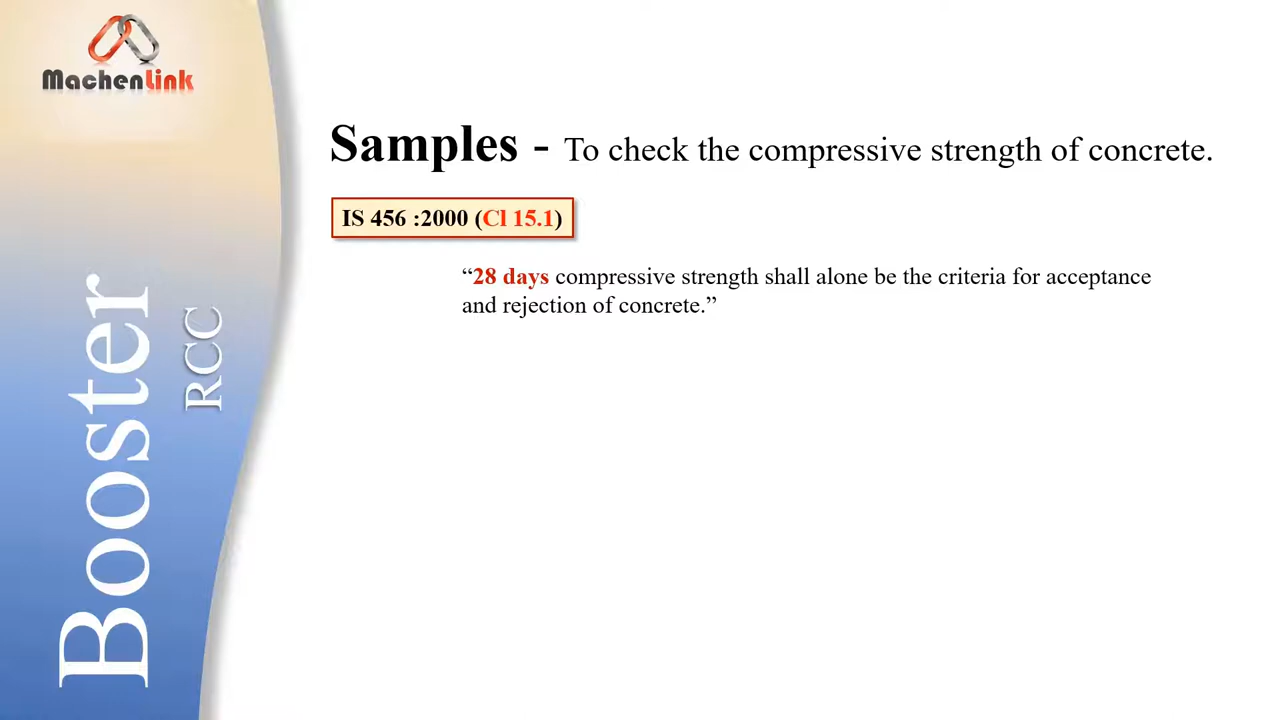 MachenLink
Samples - To check the compressive strength of concrete.
IS 456 :2000 (Cl 15.1)
“28 days compressive strength shall alone be the criteria for acceptance
and rejection of concrete.”
Booster
RCC